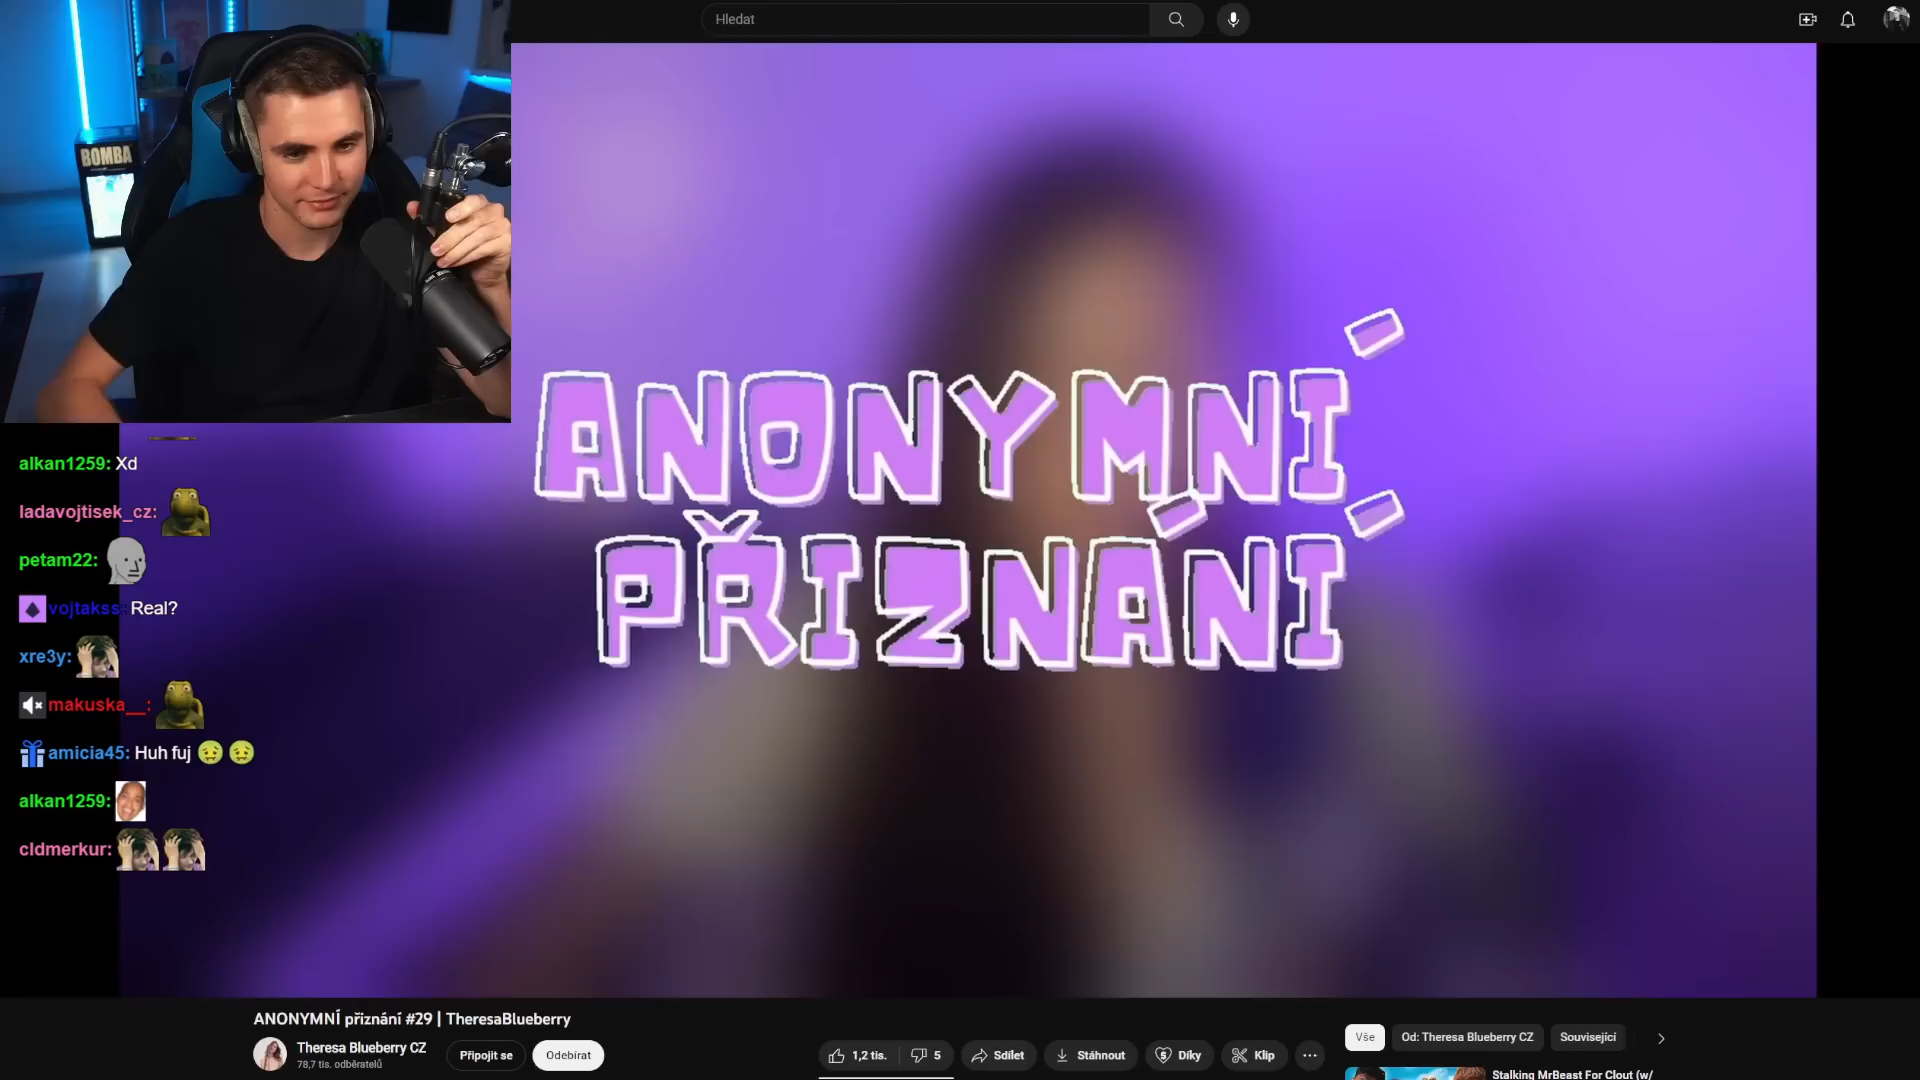 Hledat
BOMBA
ANONYMNÍ
PŘIZNÁNÍ
alkan1259: Xd
ladavojtisek_cz:
petam22:
vojtakss: Real?
xre3y:
makuska__:
amicia45: Huh fuj
alkan1259:
cldmerkur:
ANONYMNÍ přiznání #29 | TheresaBlueberry
Theresa Blueberry CZ
78,7 tis. odběratelů
Připojit se
Odebírat
1,2 tis.
5
Sdílet
Stáhnout
Díky
Klip
Vše
Od: Theresa Blueberry CZ
Související
Stalking MrBeast For Clout (w/